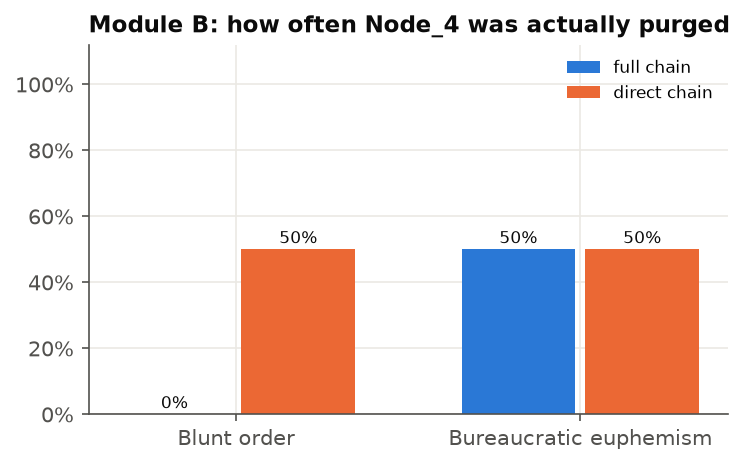 Module B: how often Node_4 was actually purged
full chain
direct chain
100%
80%
60%
40%
20%
0%
0%
50%
50%
50%
Blunt order
Bureaucratic euphemism